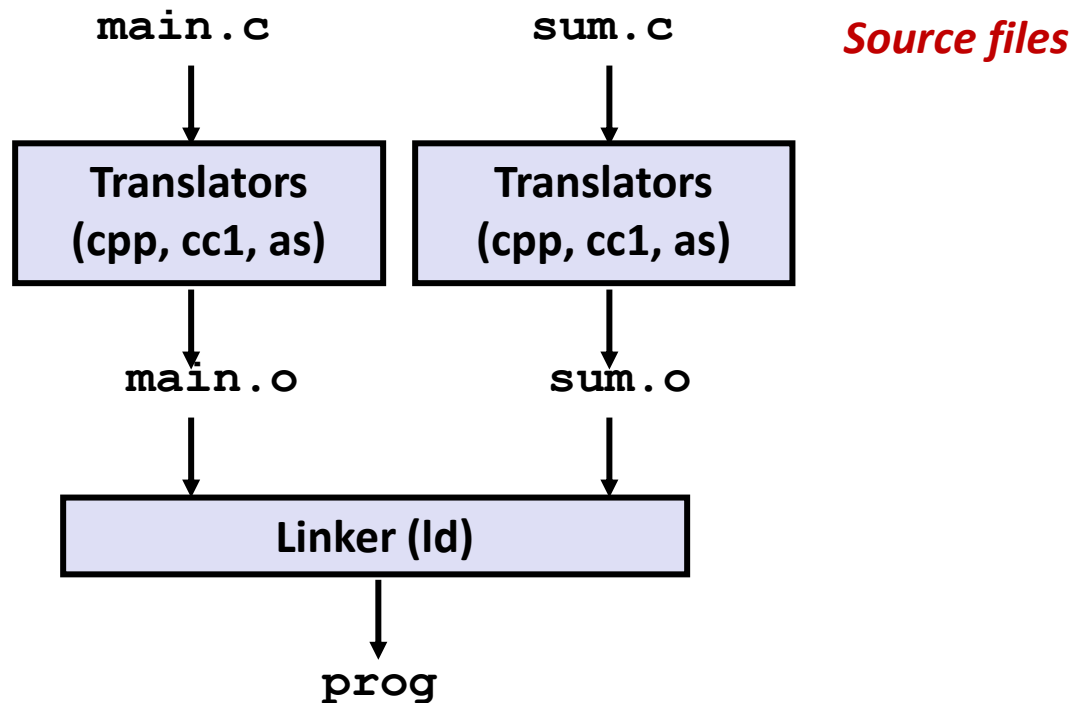 main.c
sum.c
Source files
Translators
(cpp, cc1, as)
Translators
(cpp, cc1, as)
main.o
sum.o
Linker (ld)
prog